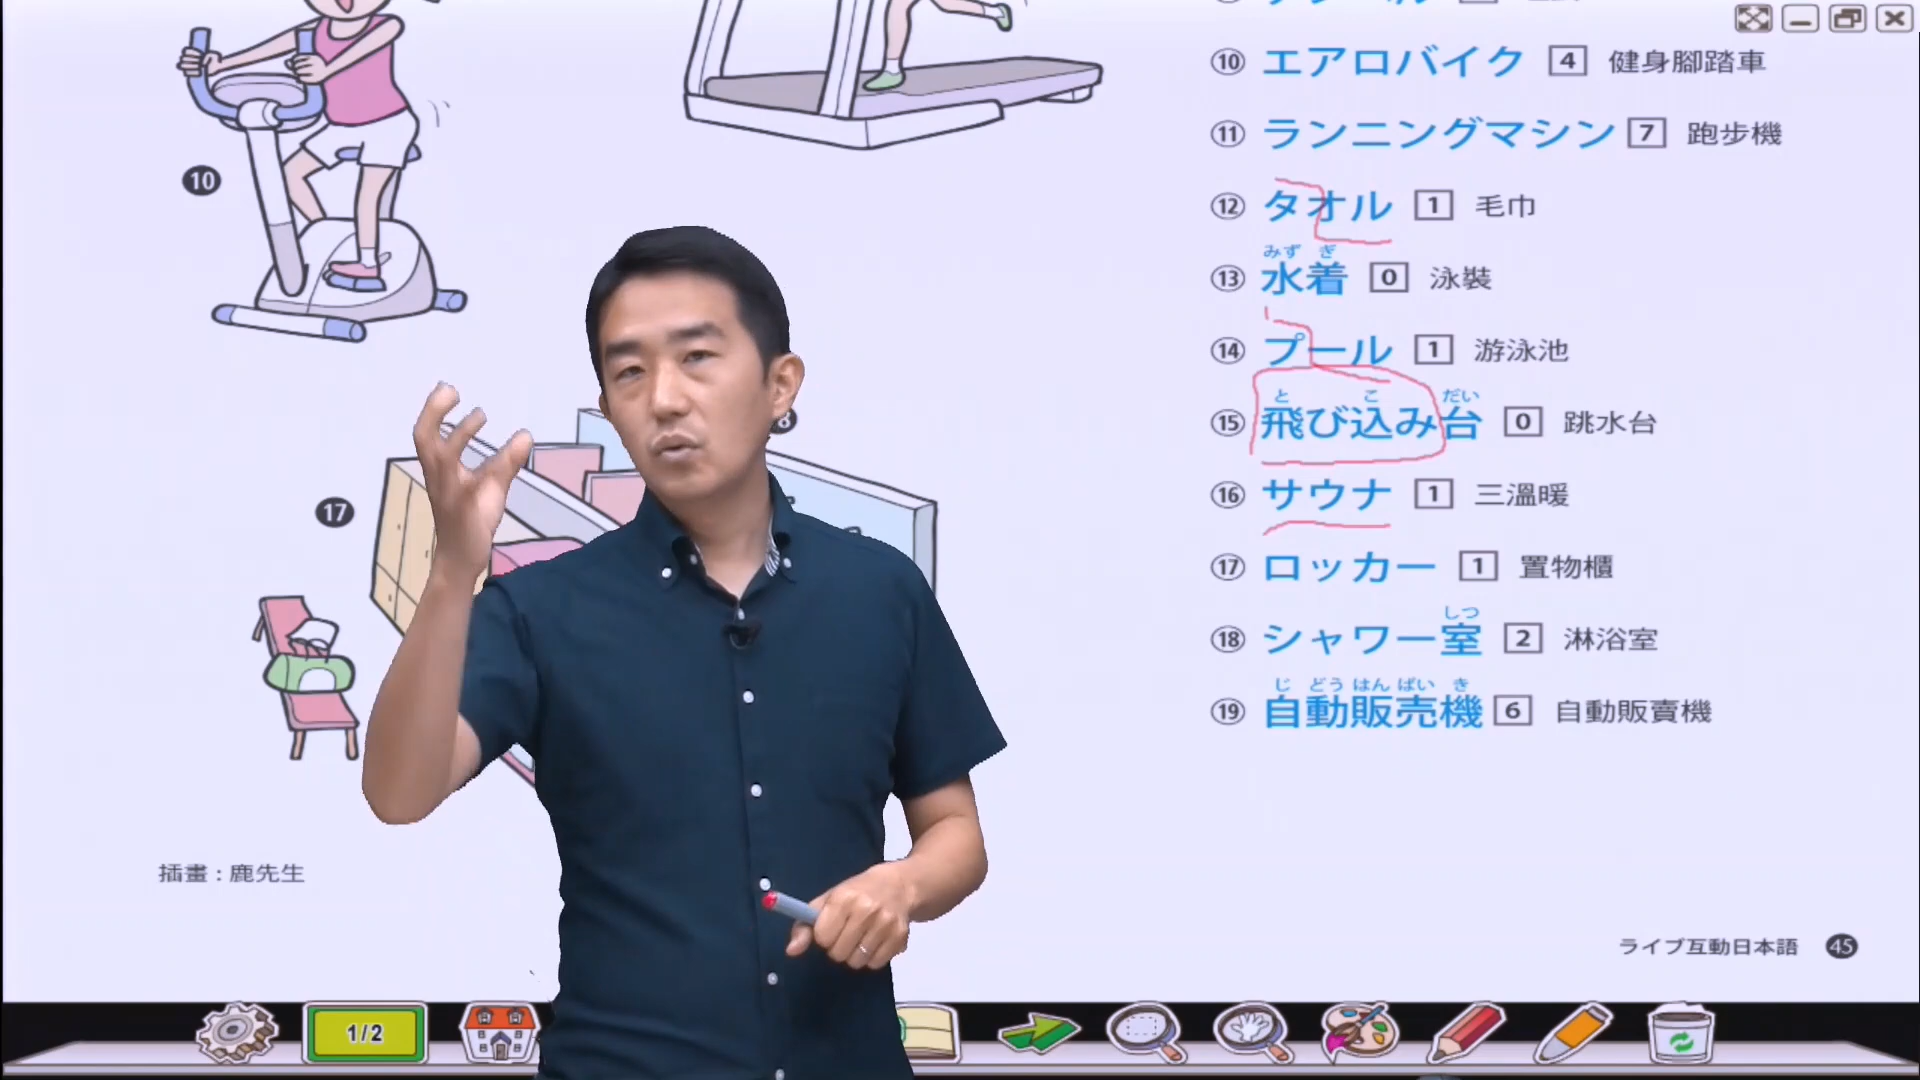 ⑩ エアロバイク 4 健身腳踏車
⑪ ランニングマシン 7 跑步機
⑫ タオル 1 毛巾
みず ぎ
⑬ 水着 0 泳裝
⑭ プール 1 游泳池
と こ だい
⑮ 飛び込み台 0 跳水台
⑯ サウナ 1 三溫暖
⑰ ロッカー 1 置物櫃
しつ
⑱ シャワー室 2 淋浴室
じ どう はん ばい き
⑲ 自動販売機 6 自動販賣機
10
17
插畫：鹿先生
ライブ互動日本語 45
1/2